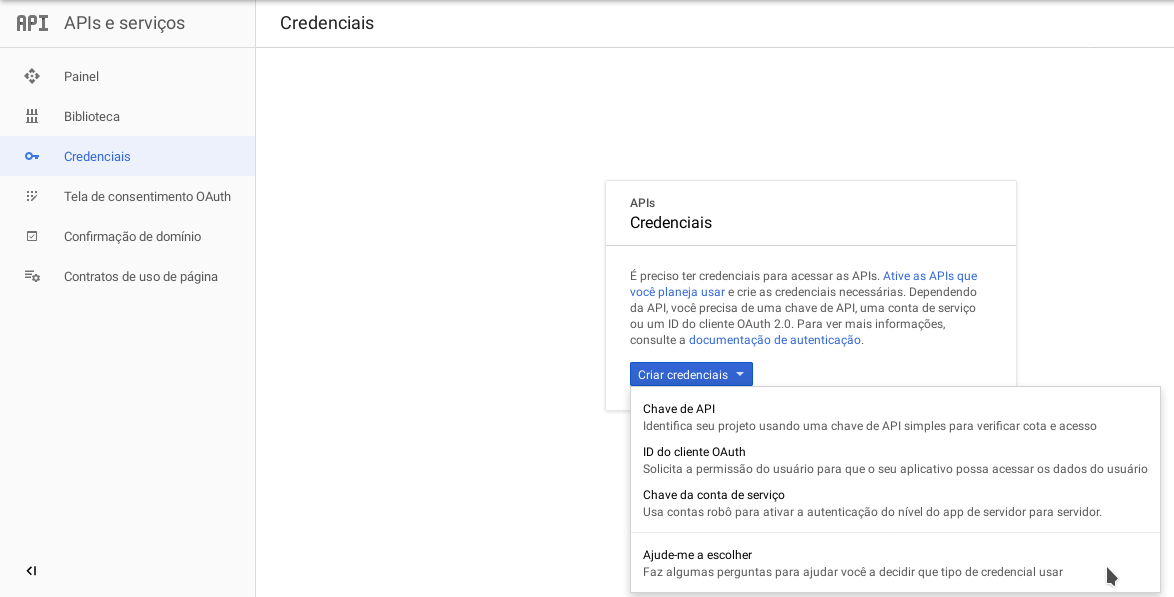 API APIs e serviços
Credenciais
Painel
Biblioteca
Credenciais
Tela de consentimento OAuth
Confirmação de domínio
Contratos de uso de página
APIs
Credenciais
É preciso ter credenciais para acessar as APIs. Ative as APIs que
você planeja usar e crie as credenciais necessárias. Dependendo
da API, você precisa de uma chave de API, uma conta de serviço
ou um ID do cliente OAuth 2.0. Para ver mais informações,
consulte a documentação de autenticação.
Criar credenciais
Chave de API
Identifica seu projeto usando uma chave de API simples para verificar cota e acesso
ID do cliente OAuth
Solicita a permissão do usuário para que o seu aplicativo possa acessar os dados do usuário
Chave da conta de serviço
Usa contas robô para ativar a autenticação do nível do app de servidor para servidor.
Ajude-me a escolher
Faz algumas perguntas para ajudar você a decidir que tipo de credencial usar